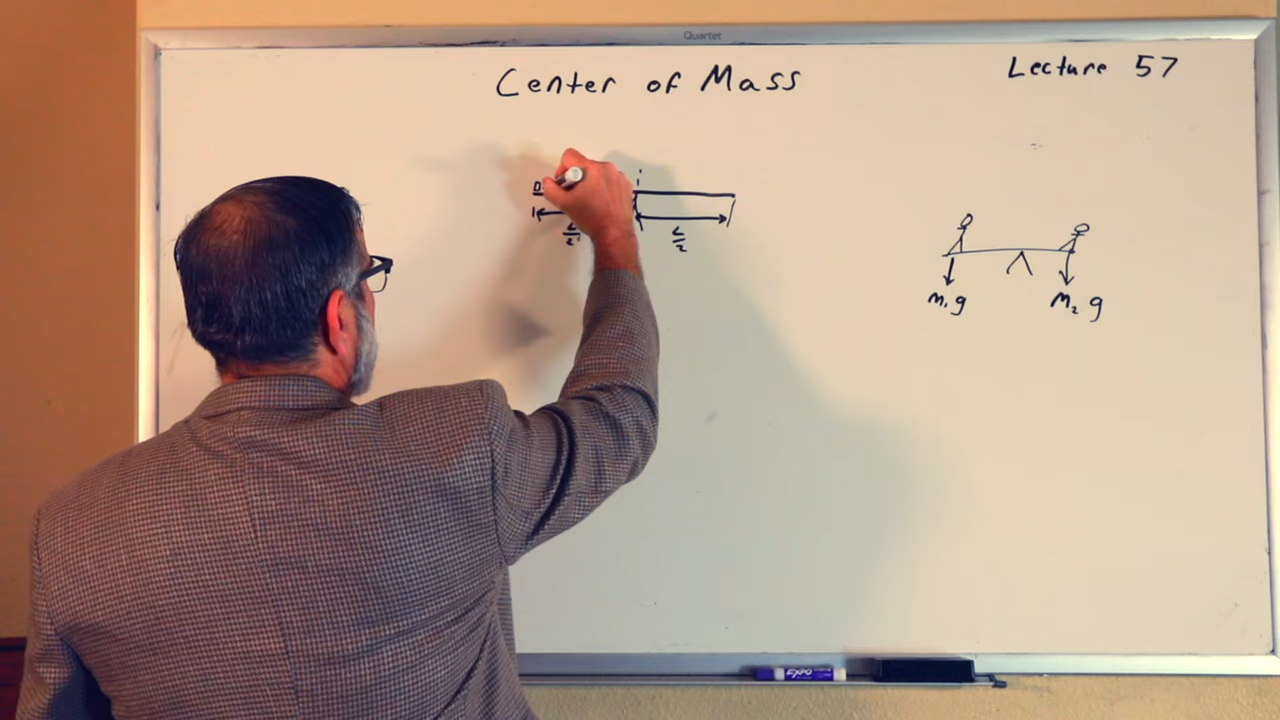 Quartet
Center of Mass
Lecture 57
L/2
L/2
m₁g
m₂g
EXPO